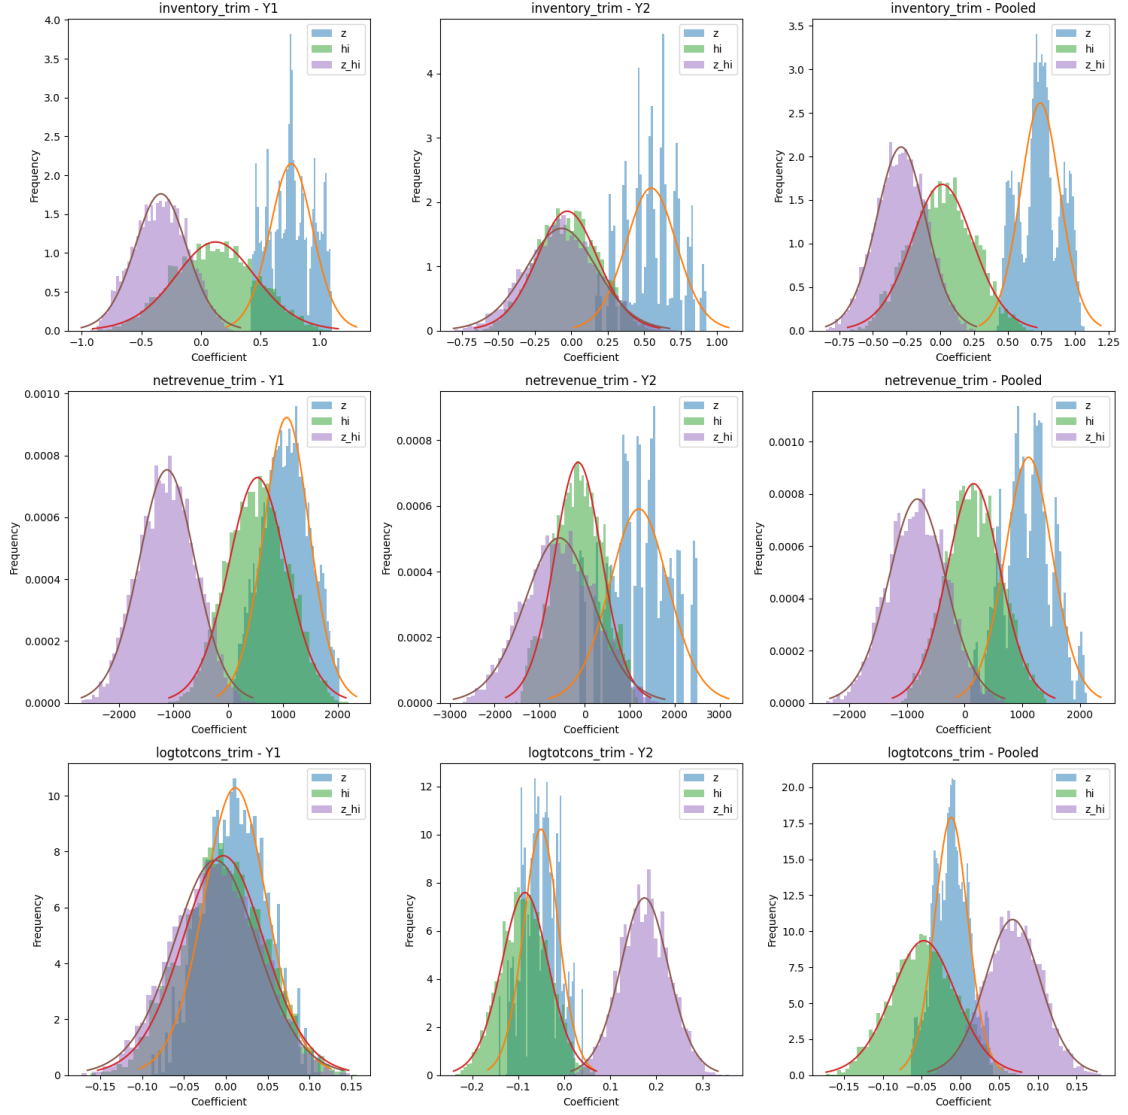 inventory_trim - Y1
z
hi
z_hi
Frequency
4.0
3.5
3.0
2.5
2.0
1.5
1.0
0.5
0.0
−1.0 −0.5 0.0 0.5 1.0
Coefficient
inventory_trim - Y2
z
hi
z_hi
Frequency
4
3
2
1
0
−0.75 −0.50 −0.25 0.00 0.25 0.50 0.75 1.00
Coefficient
inventory_trim - Pooled
z
hi
z_hi
Frequency
3.5
3.0
2.5
2.0
1.5
1.0
0.5
0.0
−0.75 −0.50 −0.25 0.00 0.25 0.50 0.75 1.00 1.25
Coefficient
netrevenue_trim - Y1
z
hi
z_hi
Frequency
0.0010
0.0008
0.0006
0.0004
0.0002
0.0000
−2000 −1000 0 1000 2000
Coefficient
netrevenue_trim - Y2
z
hi
z_hi
Frequency
0.0008
0.0006
0.0004
0.0002
0.0000
−3000 −2000 −1000 0 1000 2000 3000
Coefficient
netrevenue_trim - Pooled
z
hi
z_hi
Frequency
0.0010
0.0008
0.0006
0.0004
0.0002
0.0000
−2000 −1000 0 1000 2000
Coefficient
logtotcons_trim - Y1
z
hi
z_hi
Frequency
10
8
6
4
2
0
−0.15 −0.10 −0.05 0.00 0.05 0.10 0.15
Coefficient
logtotcons_trim - Y2
z
hi
z_hi
Frequency
12
10
8
6
4
2
0
−0.2 −0.1 0.0 0.1 0.2 0.3
Coefficient
logtotcons_trim - Pooled
z
hi
z_hi
Frequency
20.0
17.5
15.0
12.5
10.0
7.5
5.0
2.5
0.0
−0.15 −0.10 −0.05 0.00 0.05 0.10 0.15
Coefficient